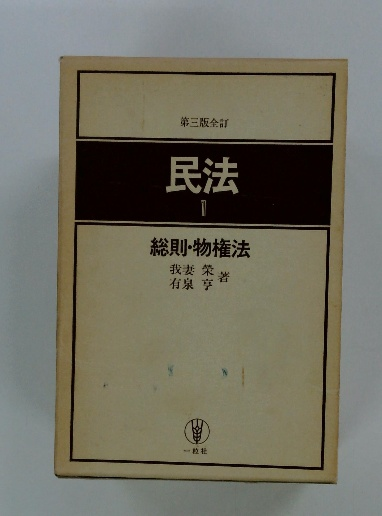 第三版全訂
民法
1
総則・物権法
我妻 榮
有泉 亨
著
一粒社